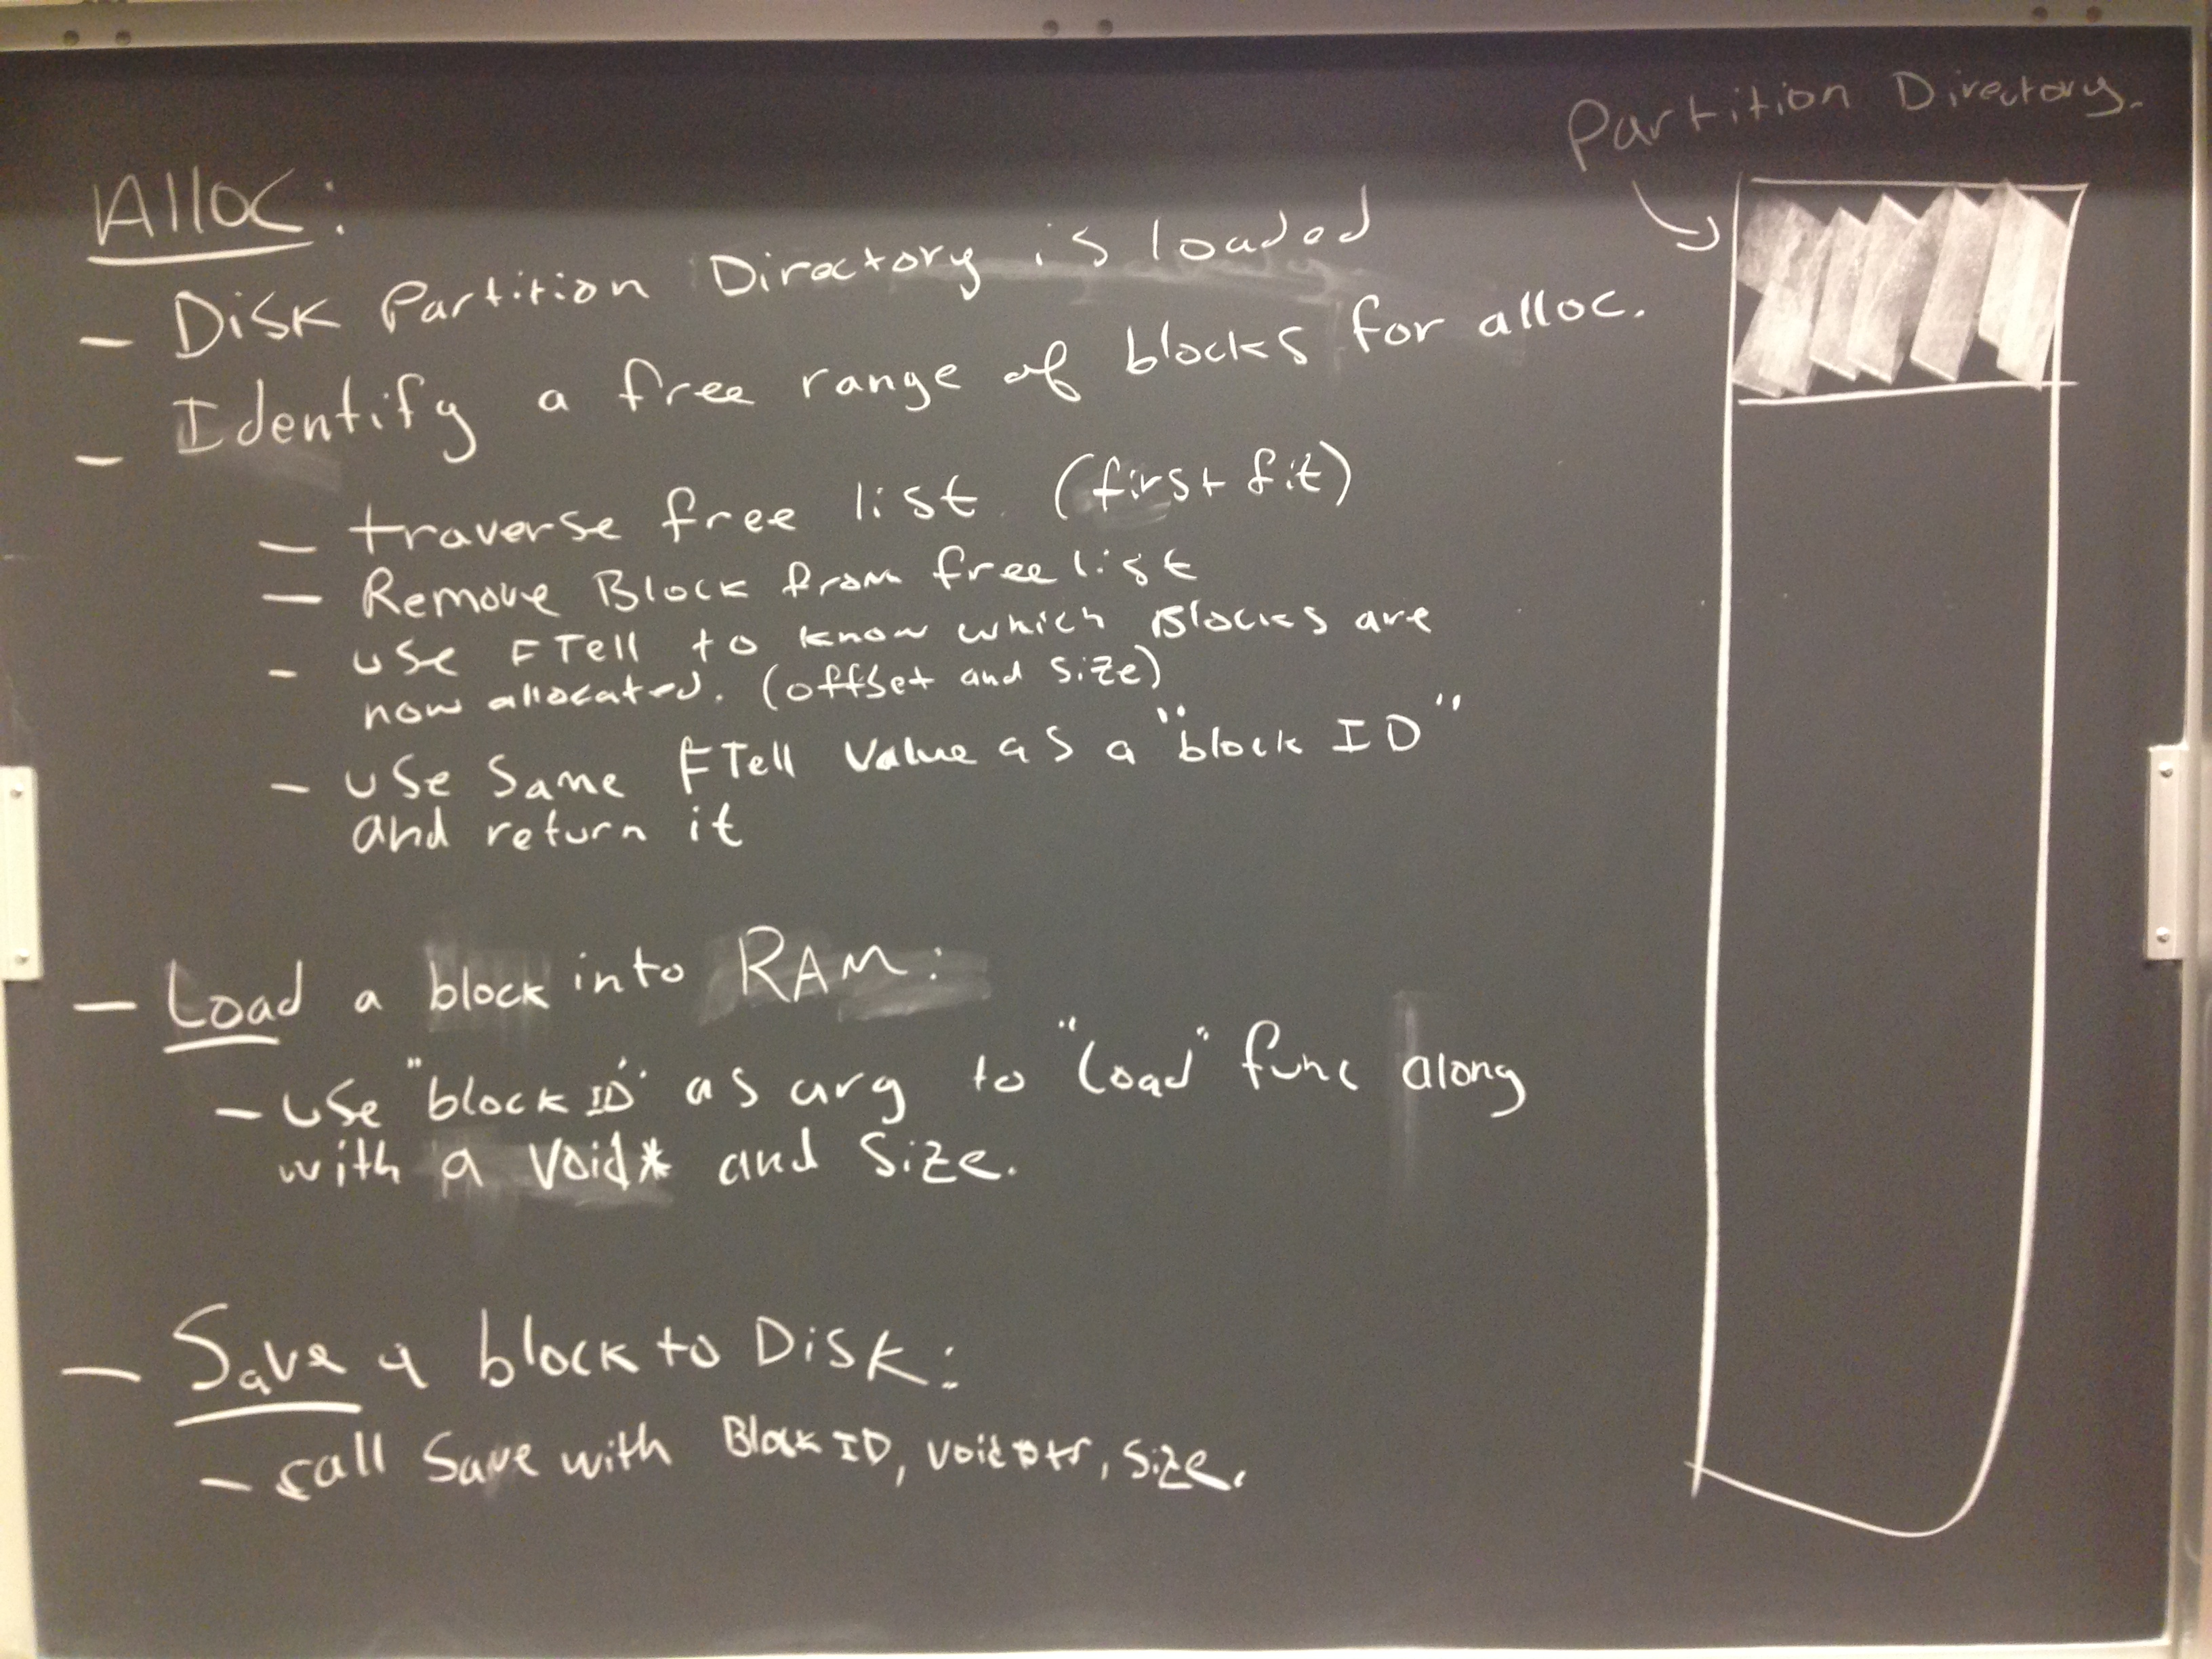 Partition Directory.
Alloc:
- Disk Partition Directory is loaded
- Identify a free range of blocks for alloc.
- traverse free list. (first fit)
- Remove Block from free list
- use FTell to know which Blocks are
now allocated. (offset and size)
- use same FTell value as a "block ID"
and return it
- Load a block into RAM:
- use "block ID" as arg to "load" func along
with a void* and size.
- Save a block to Disk:
- call save with Block ID, void ptr, size.